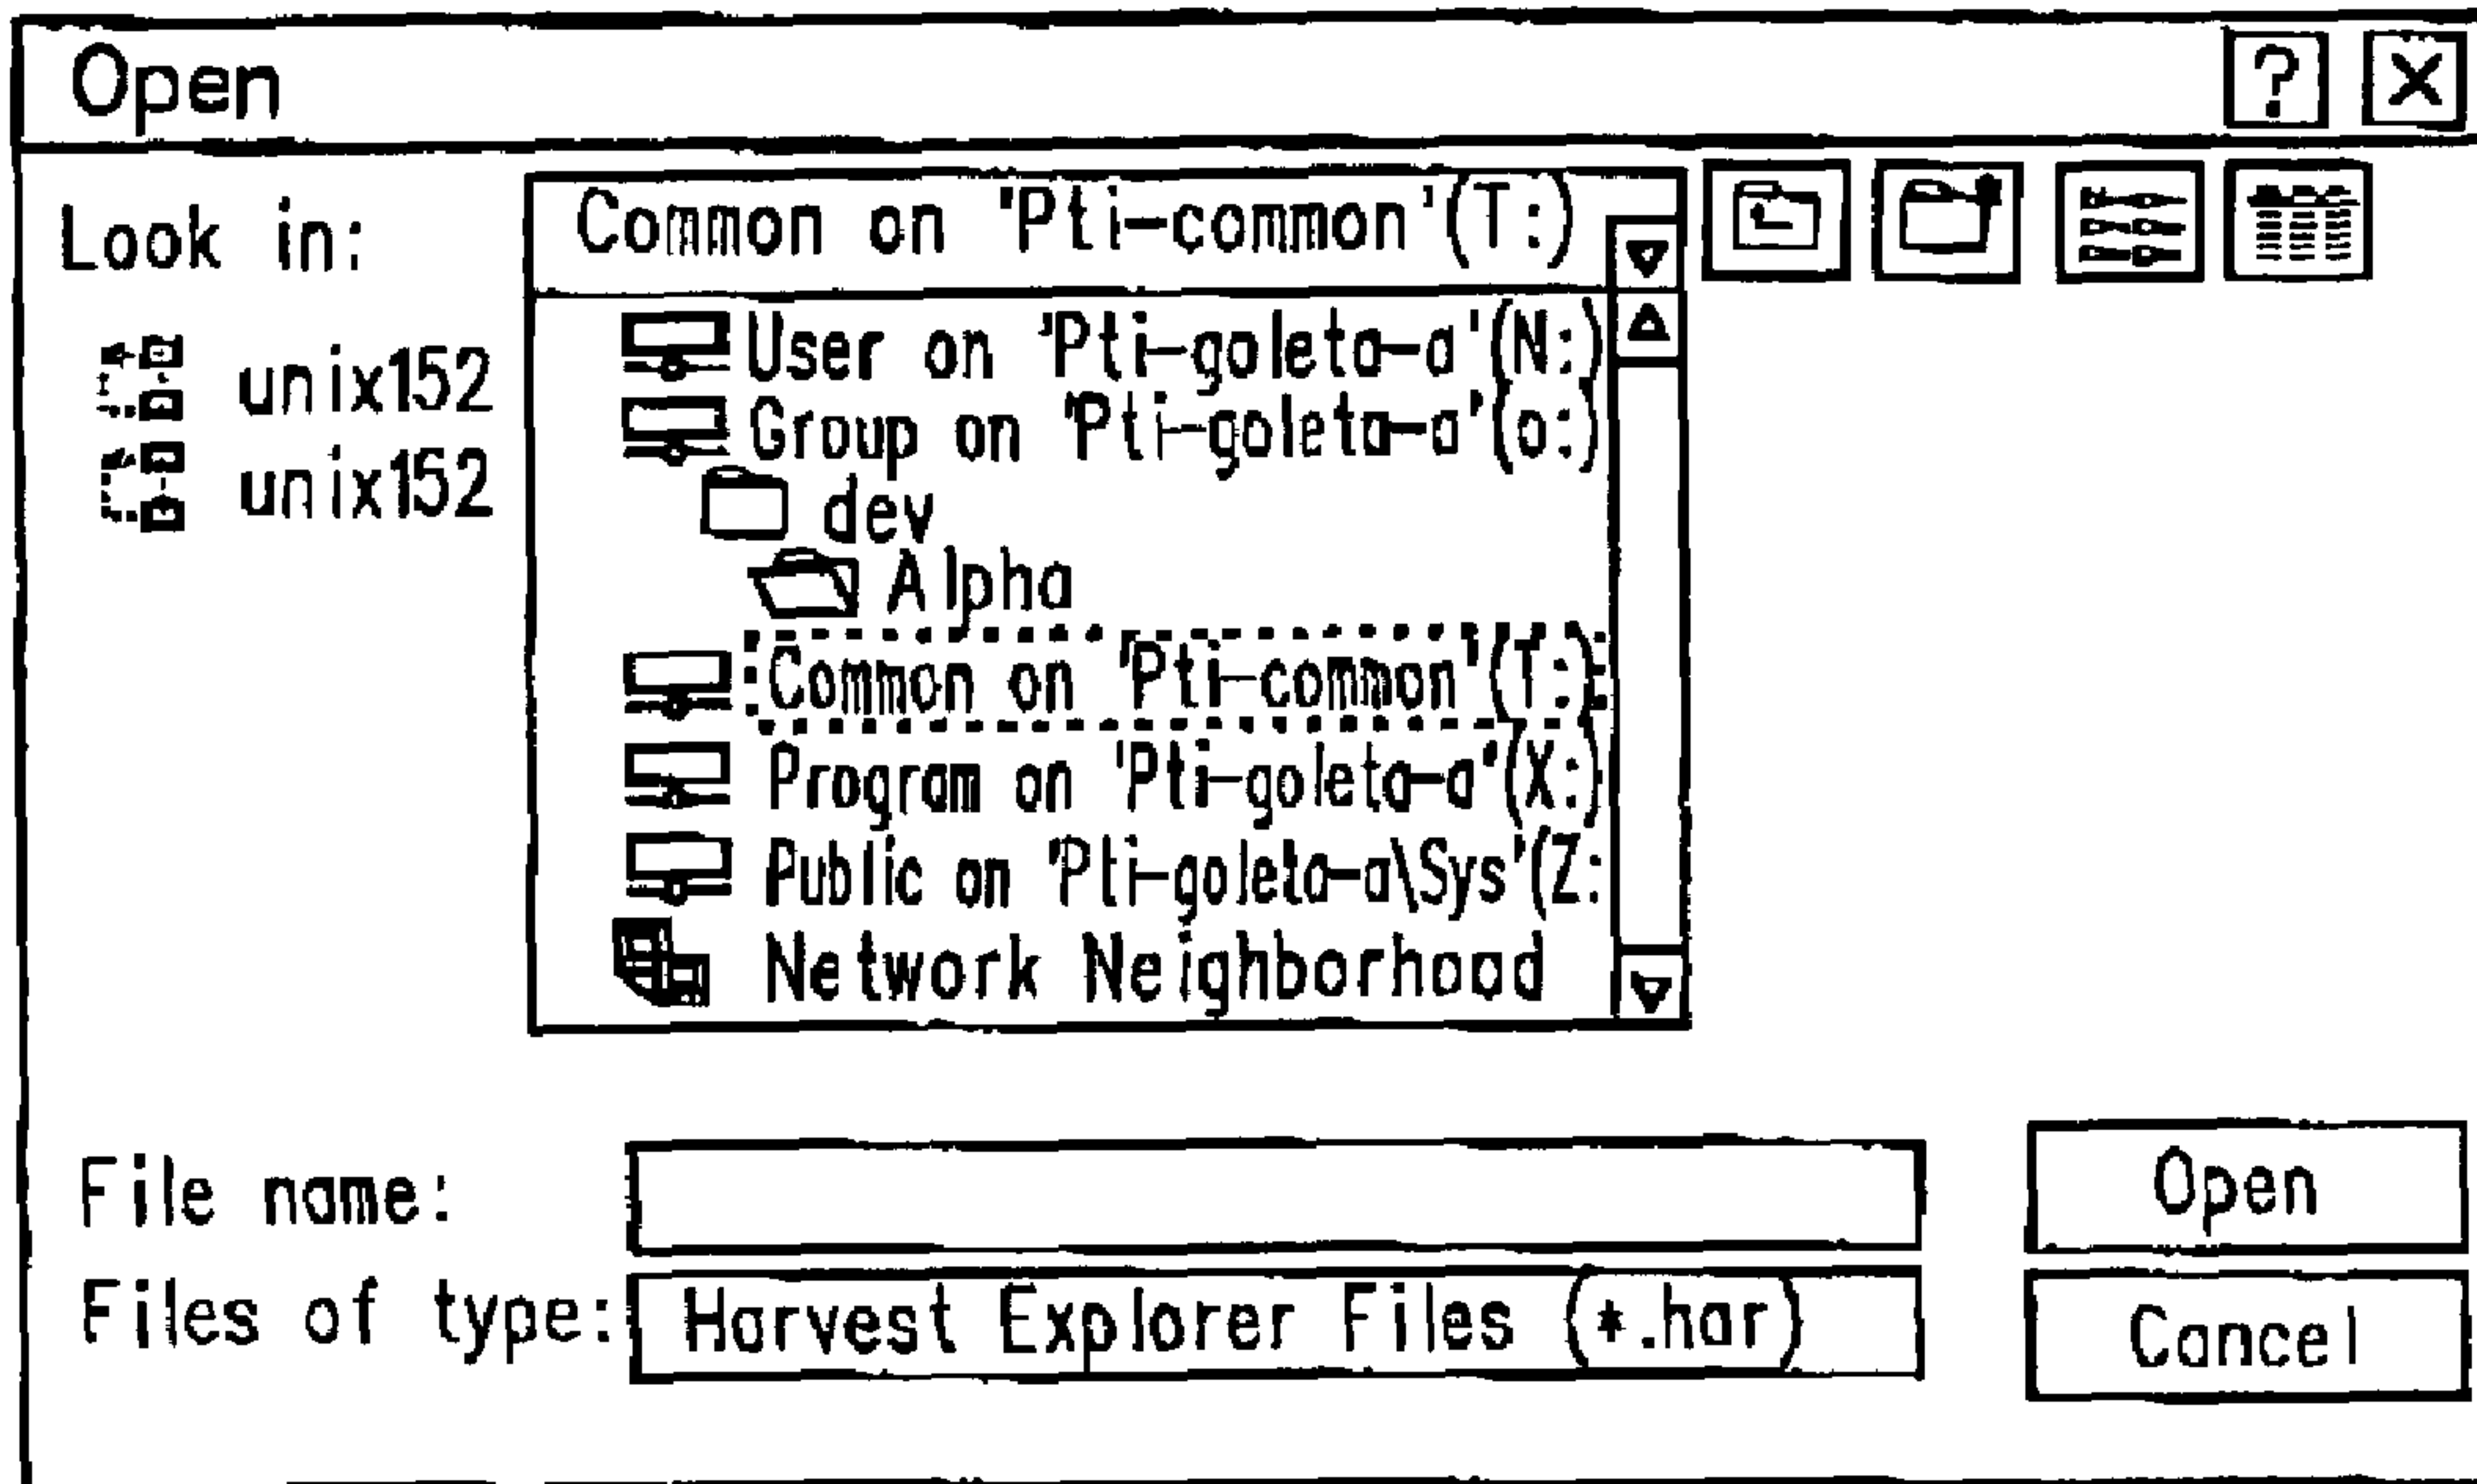 Open ? X
Look in: Common on 'Pti-common'(T:)
User on 'Pti-goleta-a'(N:)
unix152
Group on 'Pti-goleta-a'(o:)
unix152
dev
Alpha
Common on 'Pti-common'(T:)
Program on 'Pti-goleta-a'(X:)
Public on 'Pti-goleta-a\Sys'(Z:
Network Neighborhood
File name: Open
Files of type: Harvest Explorer Files (*.har) Cancel